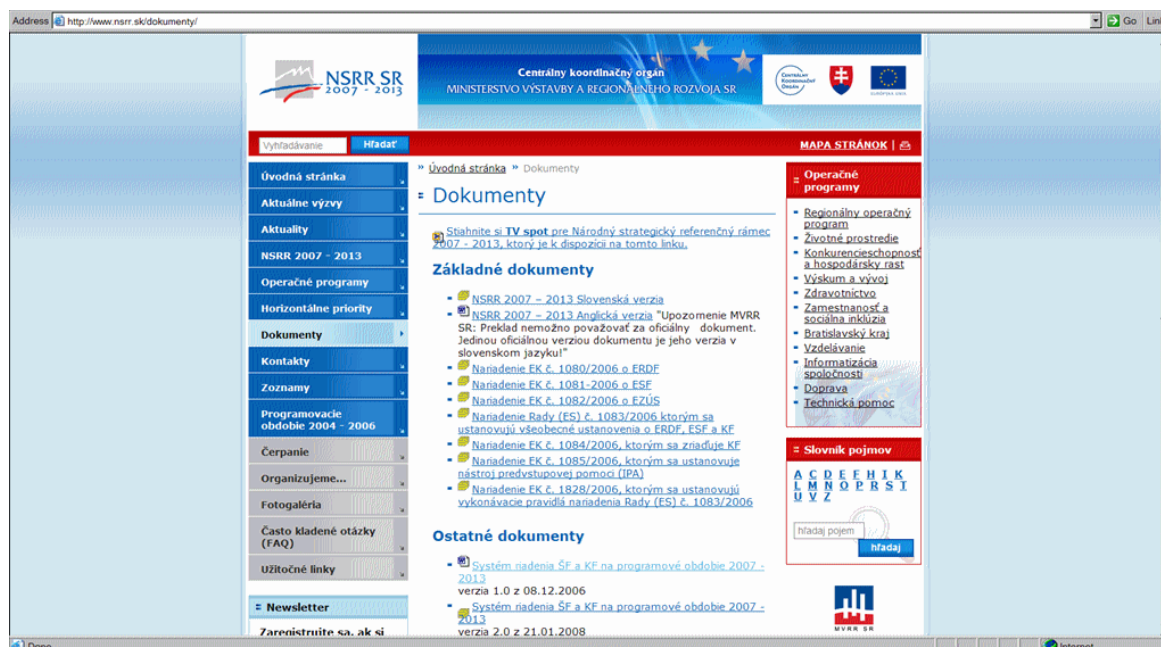 Address http://www.nsrr.sk/dokumenty/ Go
NSRR SR
2007 - 2013
Centrálny koordinačný orgán
MINISTERSTVO VÝSTAVBY A REGIONÁLNEHO ROZVOJA SR
CENTRÁLNY
KOORDINAČNÝ
ORGÁN
EURÓPSKA ÚNIA
Vyhľadávanie Hľadať
MAPA STRÁNOK |
Úvodná stránka
Aktuálne výzvy
Aktuality
NSRR 2007 - 2013
Operačné programy
Horizontálne priority
Dokumenty
Kontakty
Zoznamy
Programovacie
obdobie 2004 - 2006
Čerpanie
Organizujeme...
Fotogaléria
Často kladené otázky
(FAQ)
Užitočné linky
Newsletter
Zaregistrujte sa, ak si
» Úvodná stránka » Dokumenty
Dokumenty
Stiahnite si TV spot pre Národný strategický referenčný rámec
2007 - 2013, ktorý je k dispozícii na tomto linku.
Základné dokumenty
NSRR 2007 – 2013 Slovenská verzia
NSRR 2007 – 2013 Anglická verzia "Upozornenie MVRR
SR: Preklad nemožno považovať za oficiálny dokument.
Jedinou oficiálnou verziou dokumentu je jeho verzia v
slovenskom jazyku!"
Nariadenie EK č. 1080/2006 o ERDF
Nariadenie EK č. 1081-2006 o ESF
Nariadenie EK č. 1082/2006 o EZÚS
Nariadenie Rady (ES) č. 1083/2006 ktorým sa
ustanovujú všeobecné ustanovenia o ERDF, ESF a KF
Nariadenie EK č. 1084/2006, ktorým sa zriaďuje KF
Nariadenie EK č. 1085/2006, ktorým sa ustanovuje
nástroj predvstupovej pomoci (IPA)
Nariadenie EK č. 1828/2006, ktorým sa ustanovujú
vykonávacie pravidlá nariadenia Rady (ES) č. 1083/2006
Ostatné dokumenty
Systém riadenia ŠF a KF na programové obdobie 2007 -
2013
verzia 1.0 z 08.12.2006
Systém riadenia ŠF a KF na programové obdobie 2007 -
2013
verzia 2.0 z 21.01.2008
Operačné
programy
Regionálny operačný
program
Životné prostredie
Konkurencieschopnosť
a hospodársky rast
Výskum a vývoj
Zdravotníctvo
Zamestnanosť a
sociálna inklúzia
Bratislavský kraj
Vzdelávanie
Informatizácia
spoločnosti
Doprava
Technická pomoc
Slovník pojmov
A C D E F H I K
L M N O P R S T
U V Z
hľadaj pojem
hľadaj
MVRR SR
Done
Internet